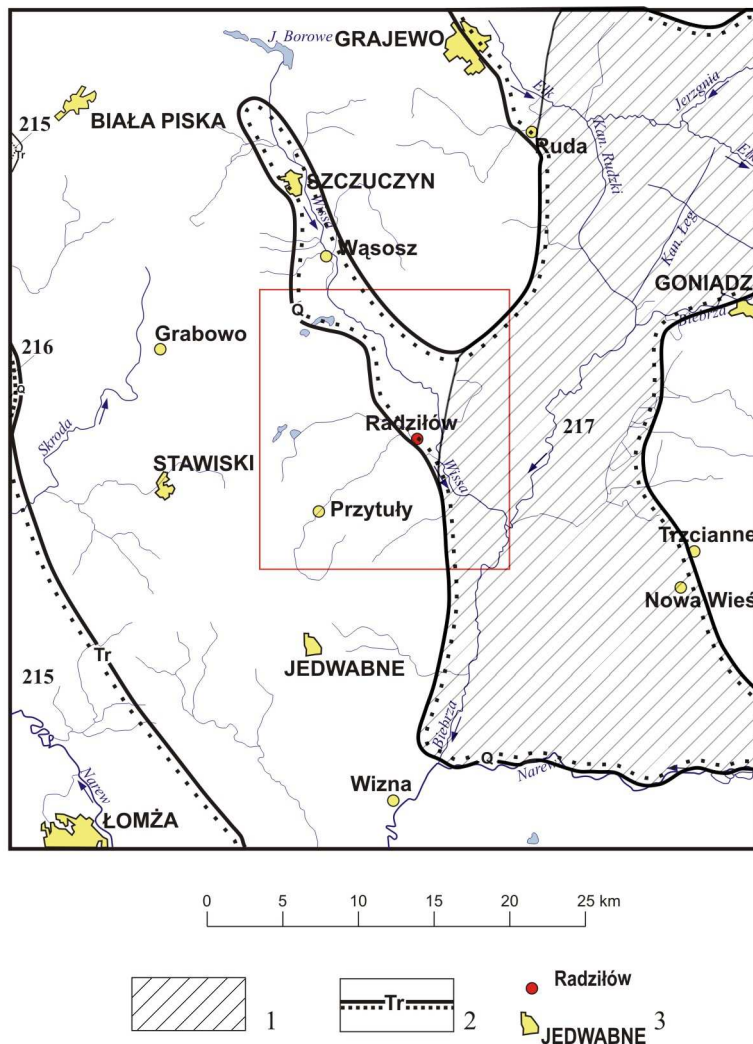 J. Borowe
GRAJEWO
Ełk
Jerzgnia
215
BIAŁA PISKA
Tr
Ruda
Kan. Rudzki
Ełk
SZCZUCZYN
Wissa
Kan. Łęg
Wąsosz
GONIĄDZ
Q
Biebrza
Grabowo
216
Q
Skroda
Radziłów
217
STAWISKI
Wissa
Przytuły
Trzcianne
Nowa Wieś
Tr
JEDWABNE
215
Biebrza
Q
Narew
Narew
Wizna
ŁOMŻA
0 5 10 15 20 25 km
1
Tr 2
Radziłów
JEDWABNE 3